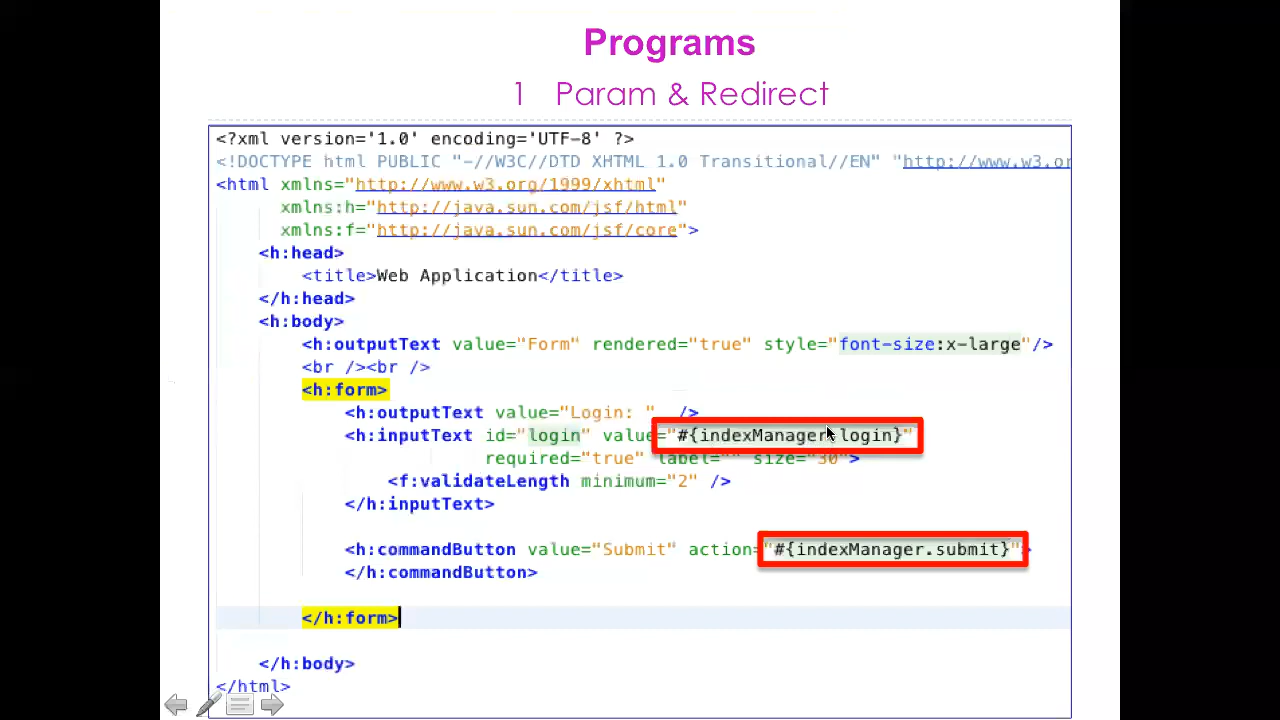 Programs
1 Param & Redirect
<?xml version='1.0' encoding='UTF-8' ?>
<!DOCTYPE html PUBLIC "-//W3C//DTD XHTML 1.0 Transitional//EN" "http://www.w3.or
<html xmlns="http://www.w3.org/1999/xhtml"
xmlns:h="http://java.sun.com/jsf/html"
xmlns:f="http://java.sun.com/jsf/core">
<h:head>
<title>Web Application</title>
</h:head>
<h:body>
<h:outputText value="Form" rendered="true" style="font-size:x-large"/>
<br /><br />
<h:form>
<h:outputText value="Login: " />
<h:inputText id="login" value="#{indexManager.login}"
required="true" label="" size="30">
<f:validateLength minimum="2" />
</h:inputText>
<h:commandButton value="Submit" action="#{indexManager.submit}">
</h:commandButton>
</h:form>
</h:body>
</html>